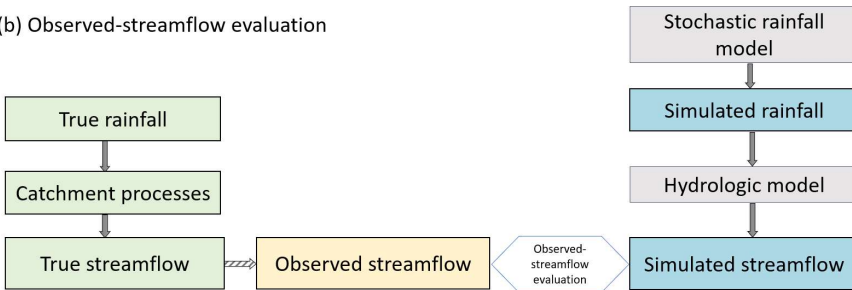 (b) Observed-streamflow evaluation
Stochastic rainfall
model
True rainfall
Simulated rainfall
Catchment processes
Hydrologic model
True streamflow
Observed streamflow
Observed-
streamflow
evaluation
Simulated streamflow